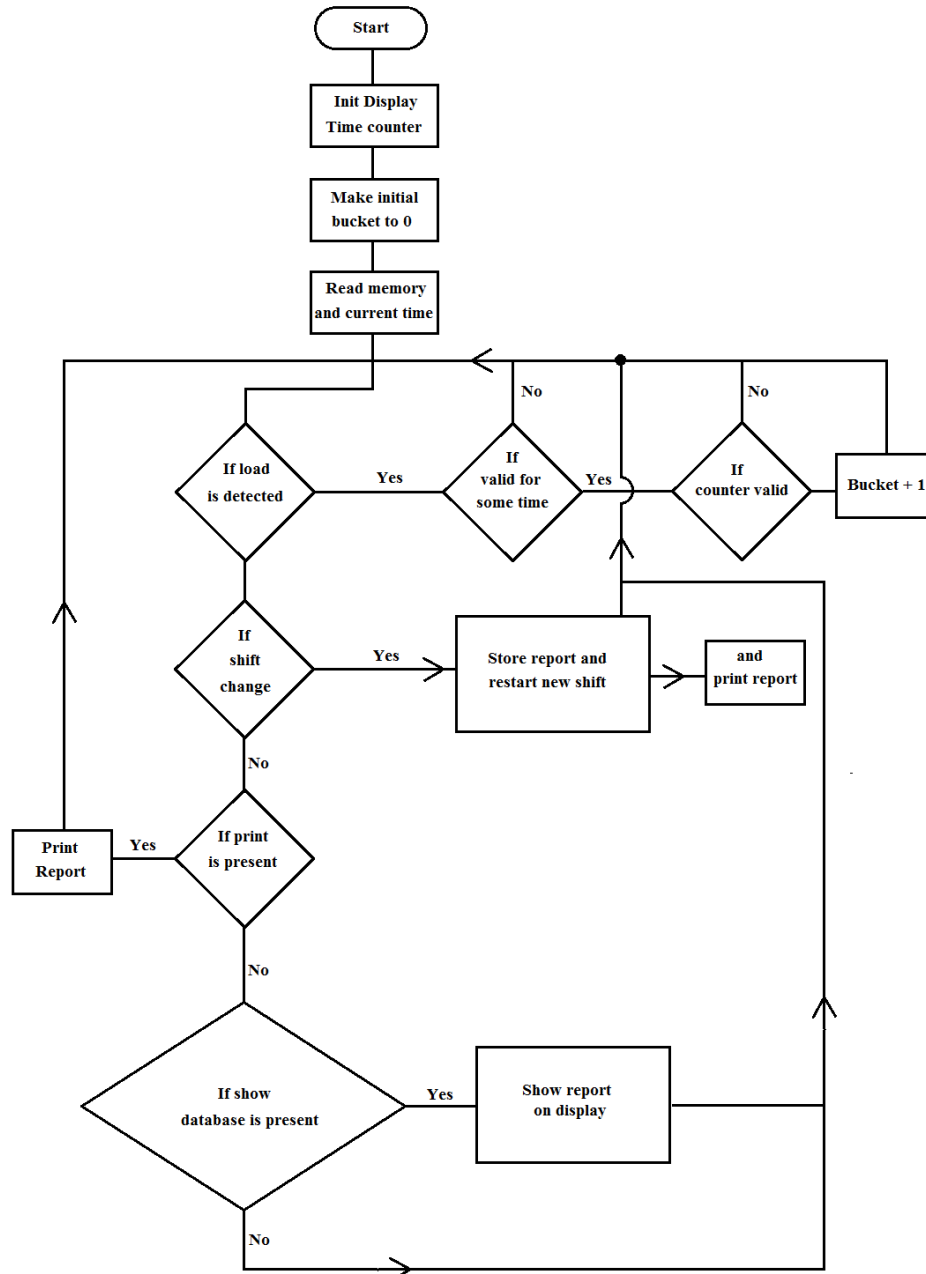 Start
Init Display
Time counter
Make initial
bucket to 0
Read memory
and current time
No
No
If load
is detected
Yes
If
valid for
some time
Yes
If
counter valid
Bucket + 1
If
shift
change
Yes
Store report and
restart new shift
and
print report
No
Print
Report
Yes
If print
is present
No
If show
database is present
Yes
Show report
on display
No